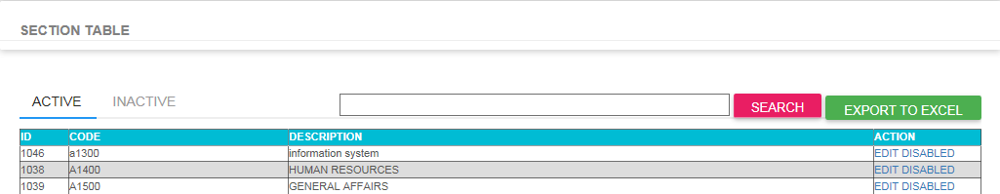 SECTION TABLE
ACTIVE INACTIVE SEARCH EXPORT TO EXCEL
ID CODE DESCRIPTION ACTION
1046 a1300 information system EDIT DISABLED
1038 A1400 HUMAN RESOURCES EDIT DISABLED
1039 A1500 GENERAL AFFAIRS EDIT DISABLED